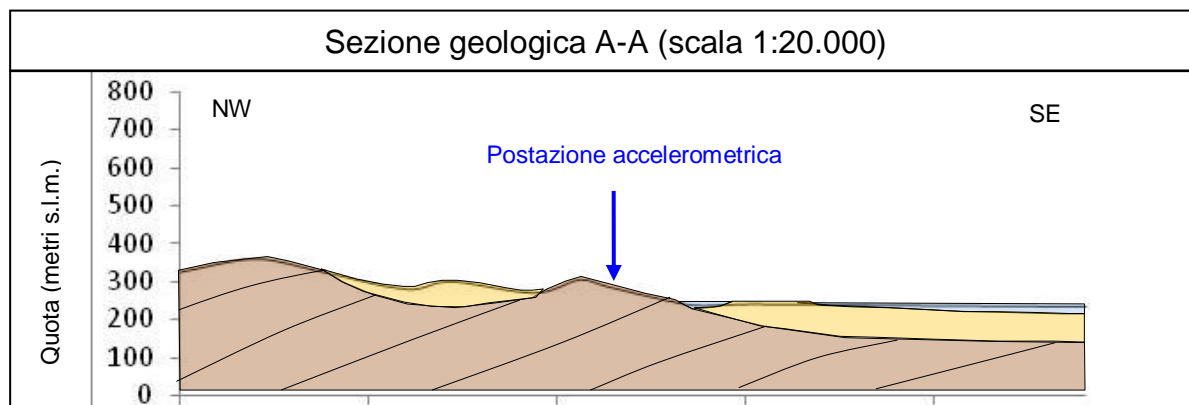 Sezione geologica A-A (scala 1:20.000)
Quota (metri s.l.m.)
800
700
600
500
400
300
200
100
0
NW
SE
Postazione accelerometrica